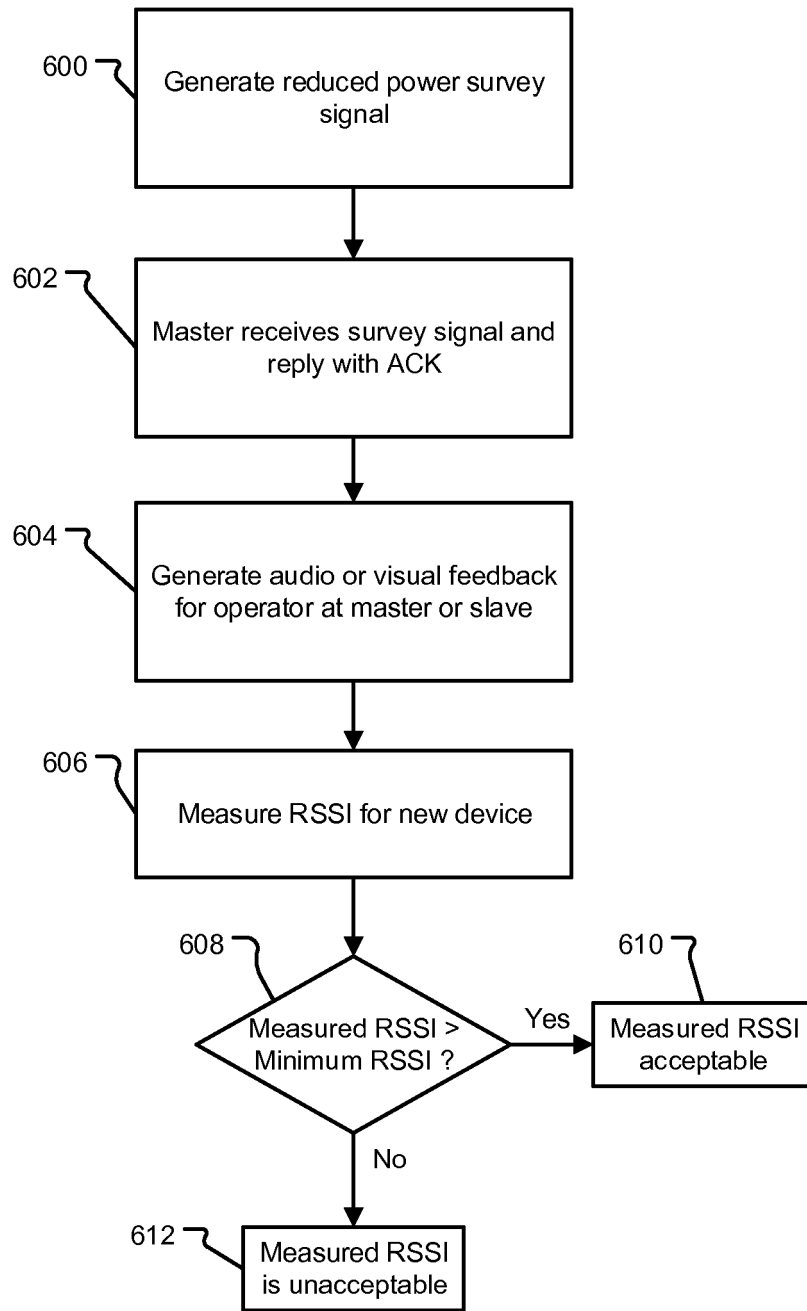 600
Generate reduced power survey
signal
602
Master receives survey signal and
reply with ACK
604
Generate audio or visual feedback
for operator at master or slave
606
Measure RSSI for new device
608
Measured RSSI >
Minimum RSSI ?
Yes
610
Measured RSSI
acceptable
No
612
Measured RSSI
is unacceptable